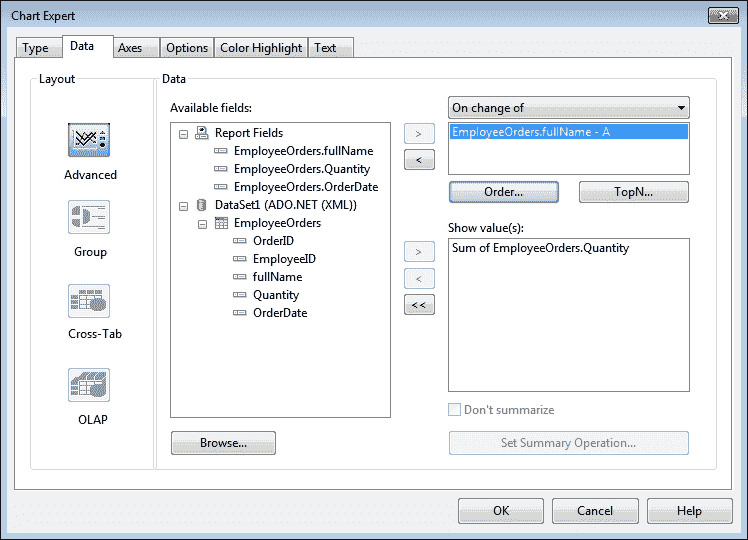 Chart Expert
Type Data Axes Options Color Highlight Text
Layout
Advanced
Group
Cross-Tab
OLAP
Data
Available fields:
Report Fields
EmployeeOrders.fullName
EmployeeOrders.Quantity
EmployeeOrders.OrderDate
DataSet1 (ADO.NET (XML))
EmployeeOrders
OrderID
EmployeeID
fullName
Quantity
OrderDate
Browse...
>
<
On change of
EmployeeOrders.fullName - A
Order... TopN...
Show value(s):
>
<
<<
Sum of EmployeeOrders.Quantity
Don't summarize
Set Summary Operation...
OK Cancel Help